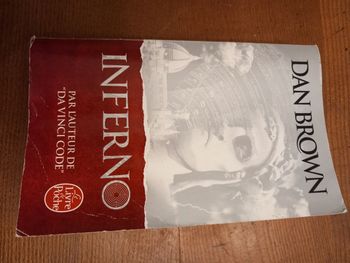 DAN BROWN
INFERNO
PAR L'AUTEUR DE
"DA VINCI CODE"
Le
Livre
de Poche